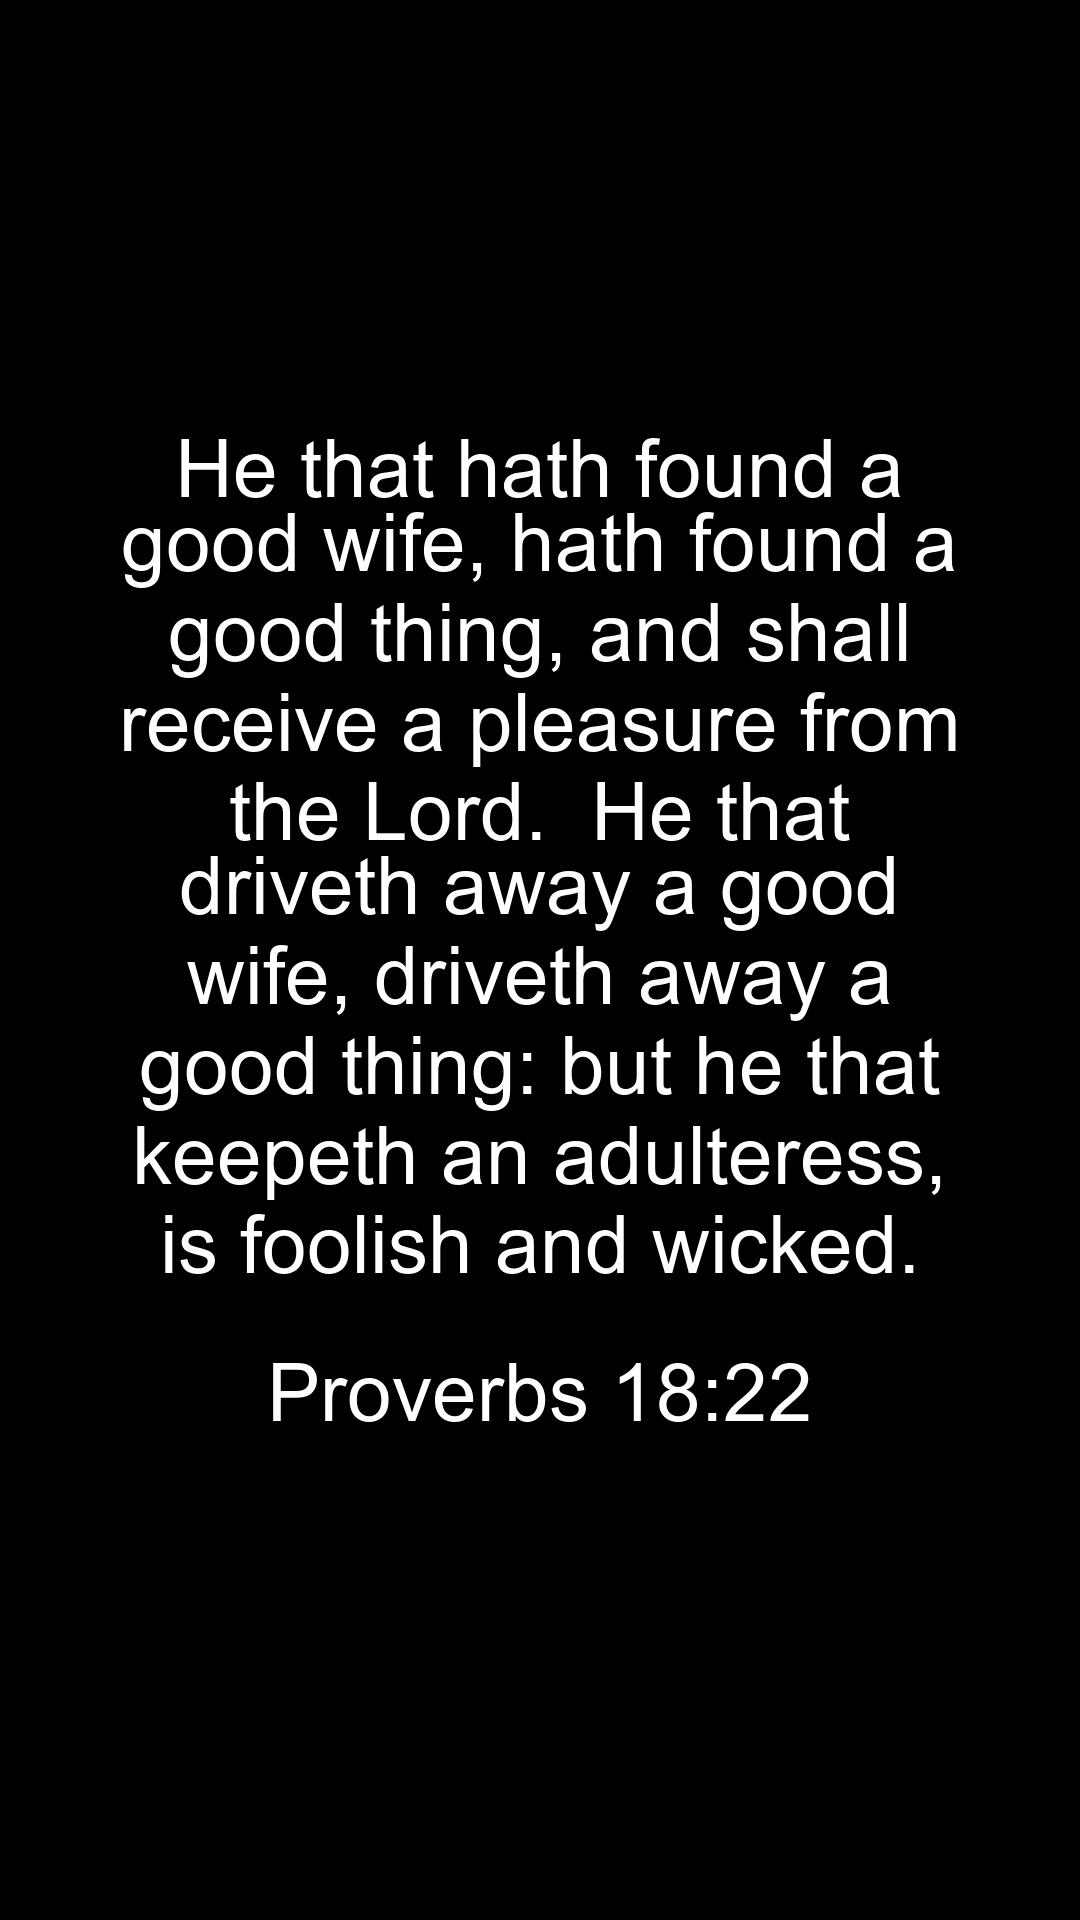 He that hath found a
good wife, hath found a
good thing, and shall
receive a pleasure from
the Lord.  He that
driveth away a good
wife, driveth away a
good thing: but he that
keepeth an adulteress,
is foolish and wicked.
Proverbs 18:22